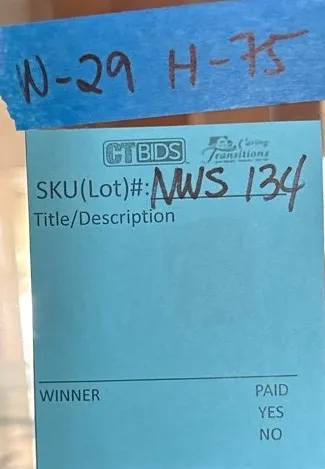 W-29 H-75
CTBIDS Caring Transitions
SKU(Lot)#: NWS 134
Title/Description
WINNER PAID
YES
NO